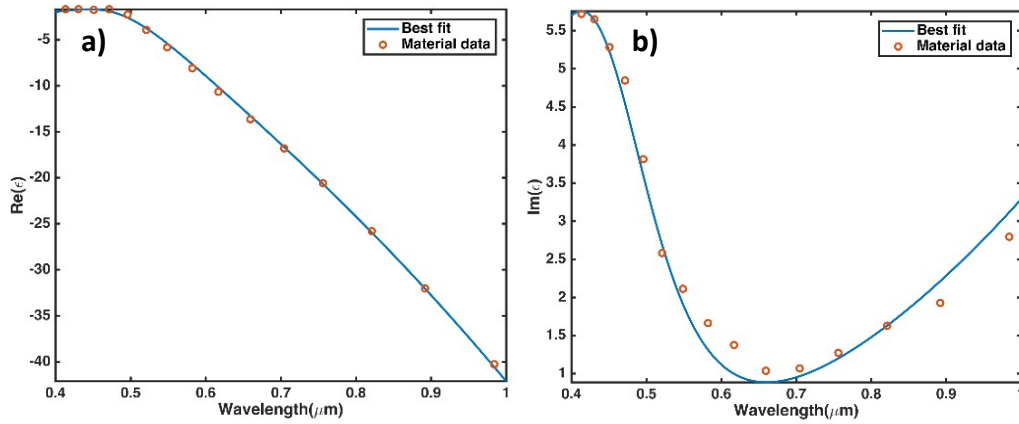 a)
Best fit
Material data
Re(ϵ)
-5
-10
-15
-20
-25
-30
-35
-40
0.4 0.5 0.6 0.7 0.8 0.9 1
Wavelength(μm)
b)
Best fit
Material data
Im(ϵ)
5.5
5
4.5
4
3.5
3
2.5
2
1.5
1
0.4 0.5 0.6 0.7 0.8 0.9 1
Wavelength(μm)